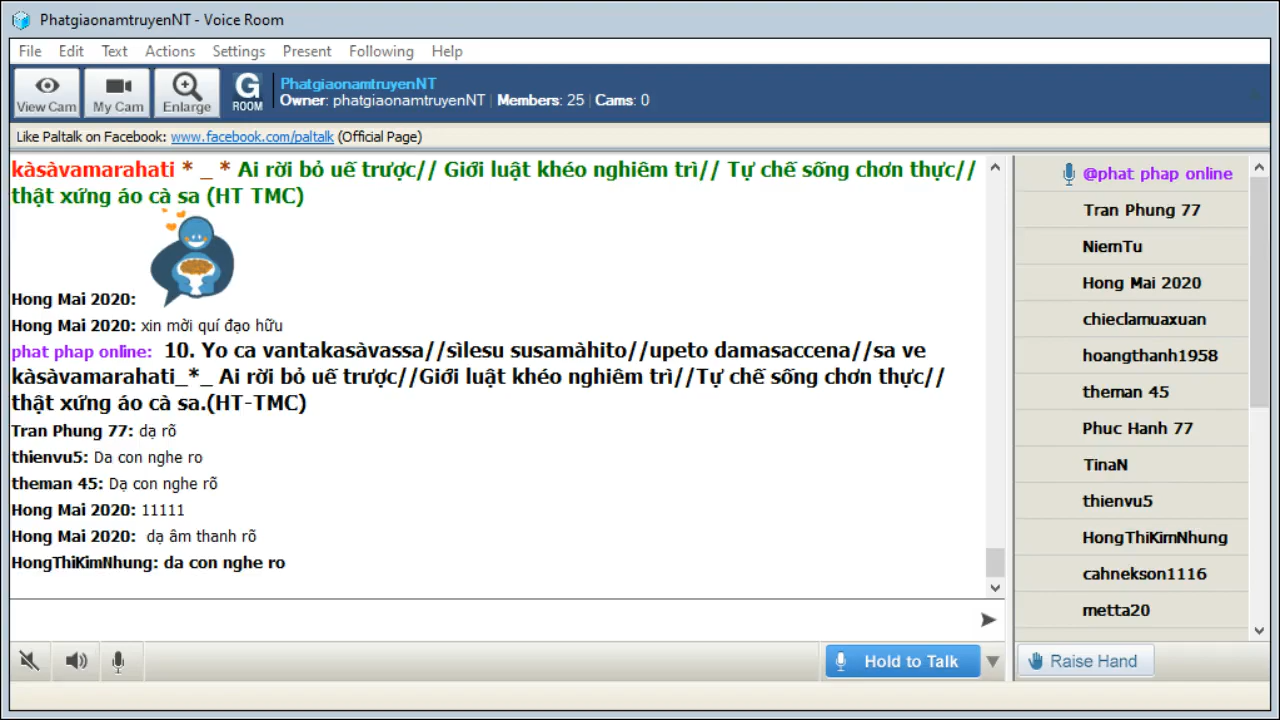 PhatgiaonamtruyenNT - Voice Room
File Edit Text Actions Settings Present Following Help
View Cam My Cam Enlarge G ROOM
PhatgiaonamtruyenNT
Owner: phatgiaonamtruyenNT | Members: 25 | Cams: 0
Like Paltalk on Facebook: www.facebook.com/paltalk (Official Page)
kàsàvamarahati * _ * Ai rời bỏ uế trược// Giới luật khéo nghiêm trì// Tự chế sống chơn thực//
thật xứng áo cà sa (HT TMC)
Hong Mai 2020:
Hong Mai 2020: xin mời quí đạo hữu
phat phap online: 10. Yo ca vantakasàvassa//sìlesu susamàhito//upeto damasaccena//sa ve
kàsàvamarahati_*_ Ai rời bỏ uế trược//Giới luật khéo nghiêm trì//Tự chế sống chơn thực//
thật xứng áo cà sa.(HT-TMC)
Tran Phung 77: dạ rõ
thienvu5: Da con nghe ro
theman 45: Dạ con nghe rõ
Hong Mai 2020: 11111
Hong Mai 2020: dạ âm thanh rõ
HongThiKimNhung: da con nghe ro
Hold to Talk
@phat phap online
Tran Phung 77
NiemTu
Hong Mai 2020
chieclamuaxuan
hoangthanh1958
theman 45
Phuc Hanh 77
TinaN
thienvu5
HongThiKimNhung
cahnekson1116
metta20
Raise Hand